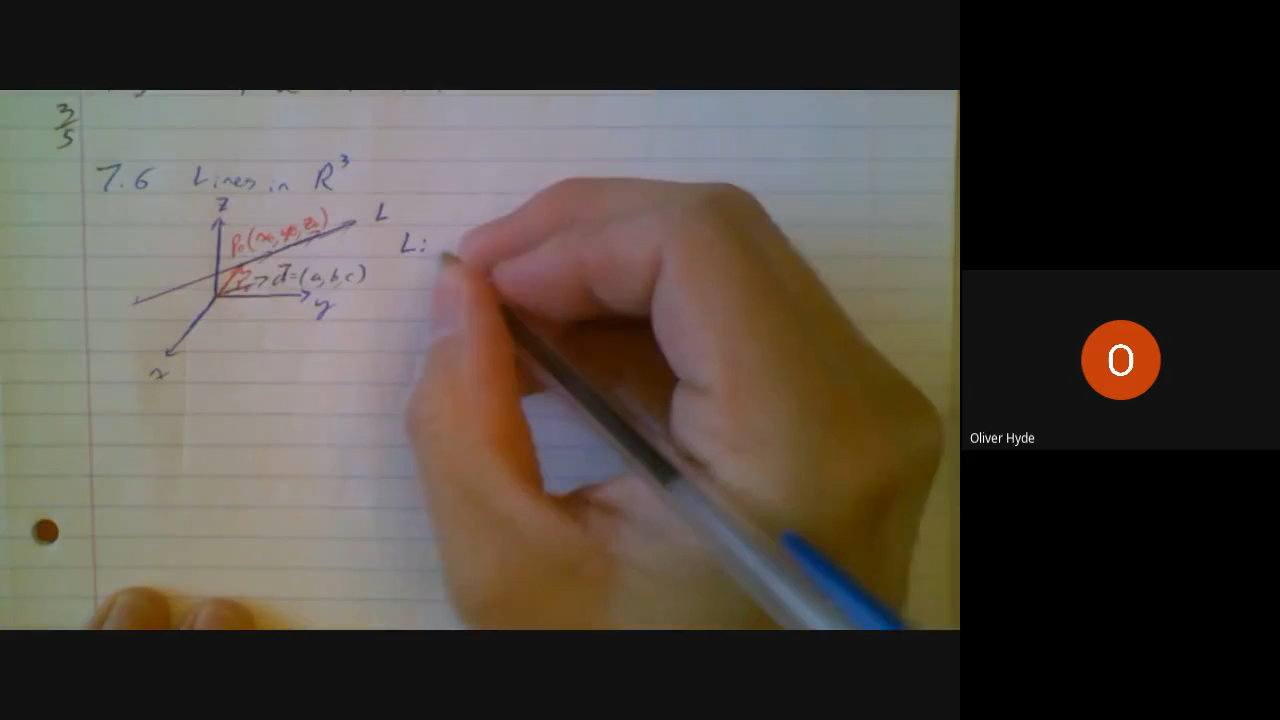 3/5
7.6 Lines in R³
z
L
P₀(x₀, y₀, z₀)
L:
d⃗=(a,b,c)
y
x
O
Oliver Hyde